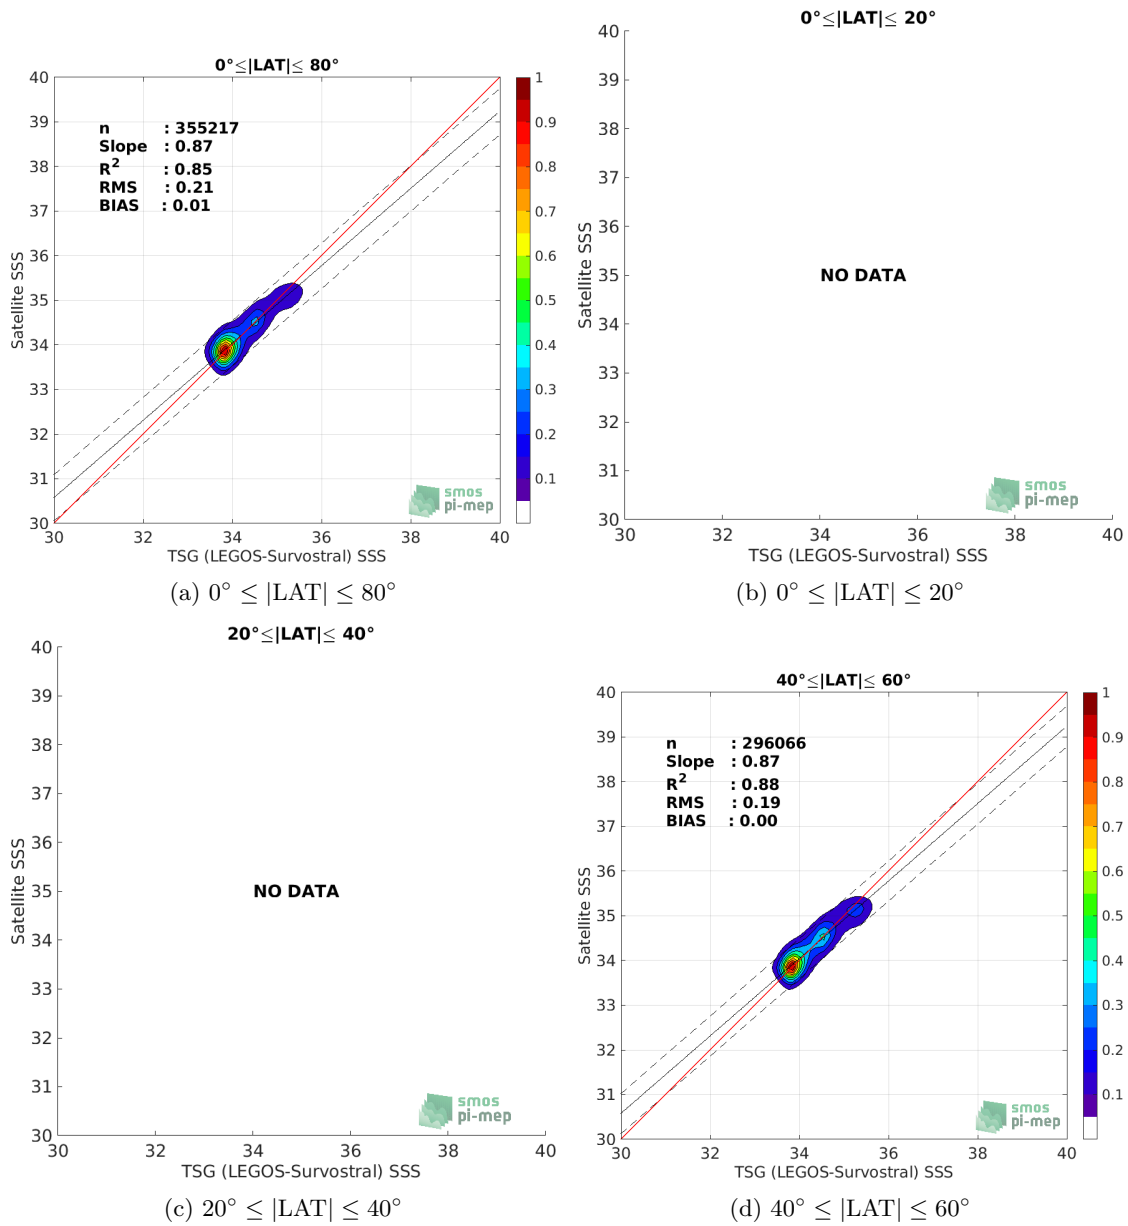 0°≤|LAT|≤ 80°
40
39
38
37
36
35
34
33
32
31
30
Satellite SSS
n : 355217
Slope : 0.87
R2 : 0.85
RMS : 0.21
BIAS : 0.01
1
0.9
0.8
0.7
0.6
0.5
0.4
0.3
0.2
0.1
smos
pi-mep
30 32 34 36 38 40
TSG (LEGOS-Survostral) SSS
(a) 0° ≤ |LAT| ≤ 80°
0°≤|LAT|≤ 20°
40
39
38
37
36
35
34
33
32
31
30
Satellite SSS
NO DATA
smos
pi-mep
30 32 34 36 38 40
TSG (LEGOS-Survostral) SSS
(b) 0° ≤ |LAT| ≤ 20°
20°≤|LAT|≤ 40°
40
39
38
37
36
35
34
33
32
31
30
Satellite SSS
NO DATA
smos
pi-mep
30 32 34 36 38 40
TSG (LEGOS-Survostral) SSS
(c) 20° ≤ |LAT| ≤ 40°
40°≤|LAT|≤ 60°
40
39
38
37
36
35
34
33
32
31
30
Satellite SSS
n : 296066
Slope : 0.87
R2 : 0.88
RMS : 0.19
BIAS : 0.00
1
0.9
0.8
0.7
0.6
0.5
0.4
0.3
0.2
0.1
smos
pi-mep
30 32 34 36 38 40
TSG (LEGOS-Survostral) SSS
(d) 40° ≤ |LAT| ≤ 60°